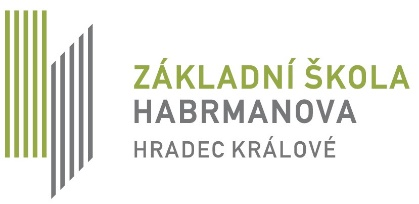 ZÁKLADNÍ ŠKOLA
HABRMANOVA
HRADEC KRÁLOVÉ